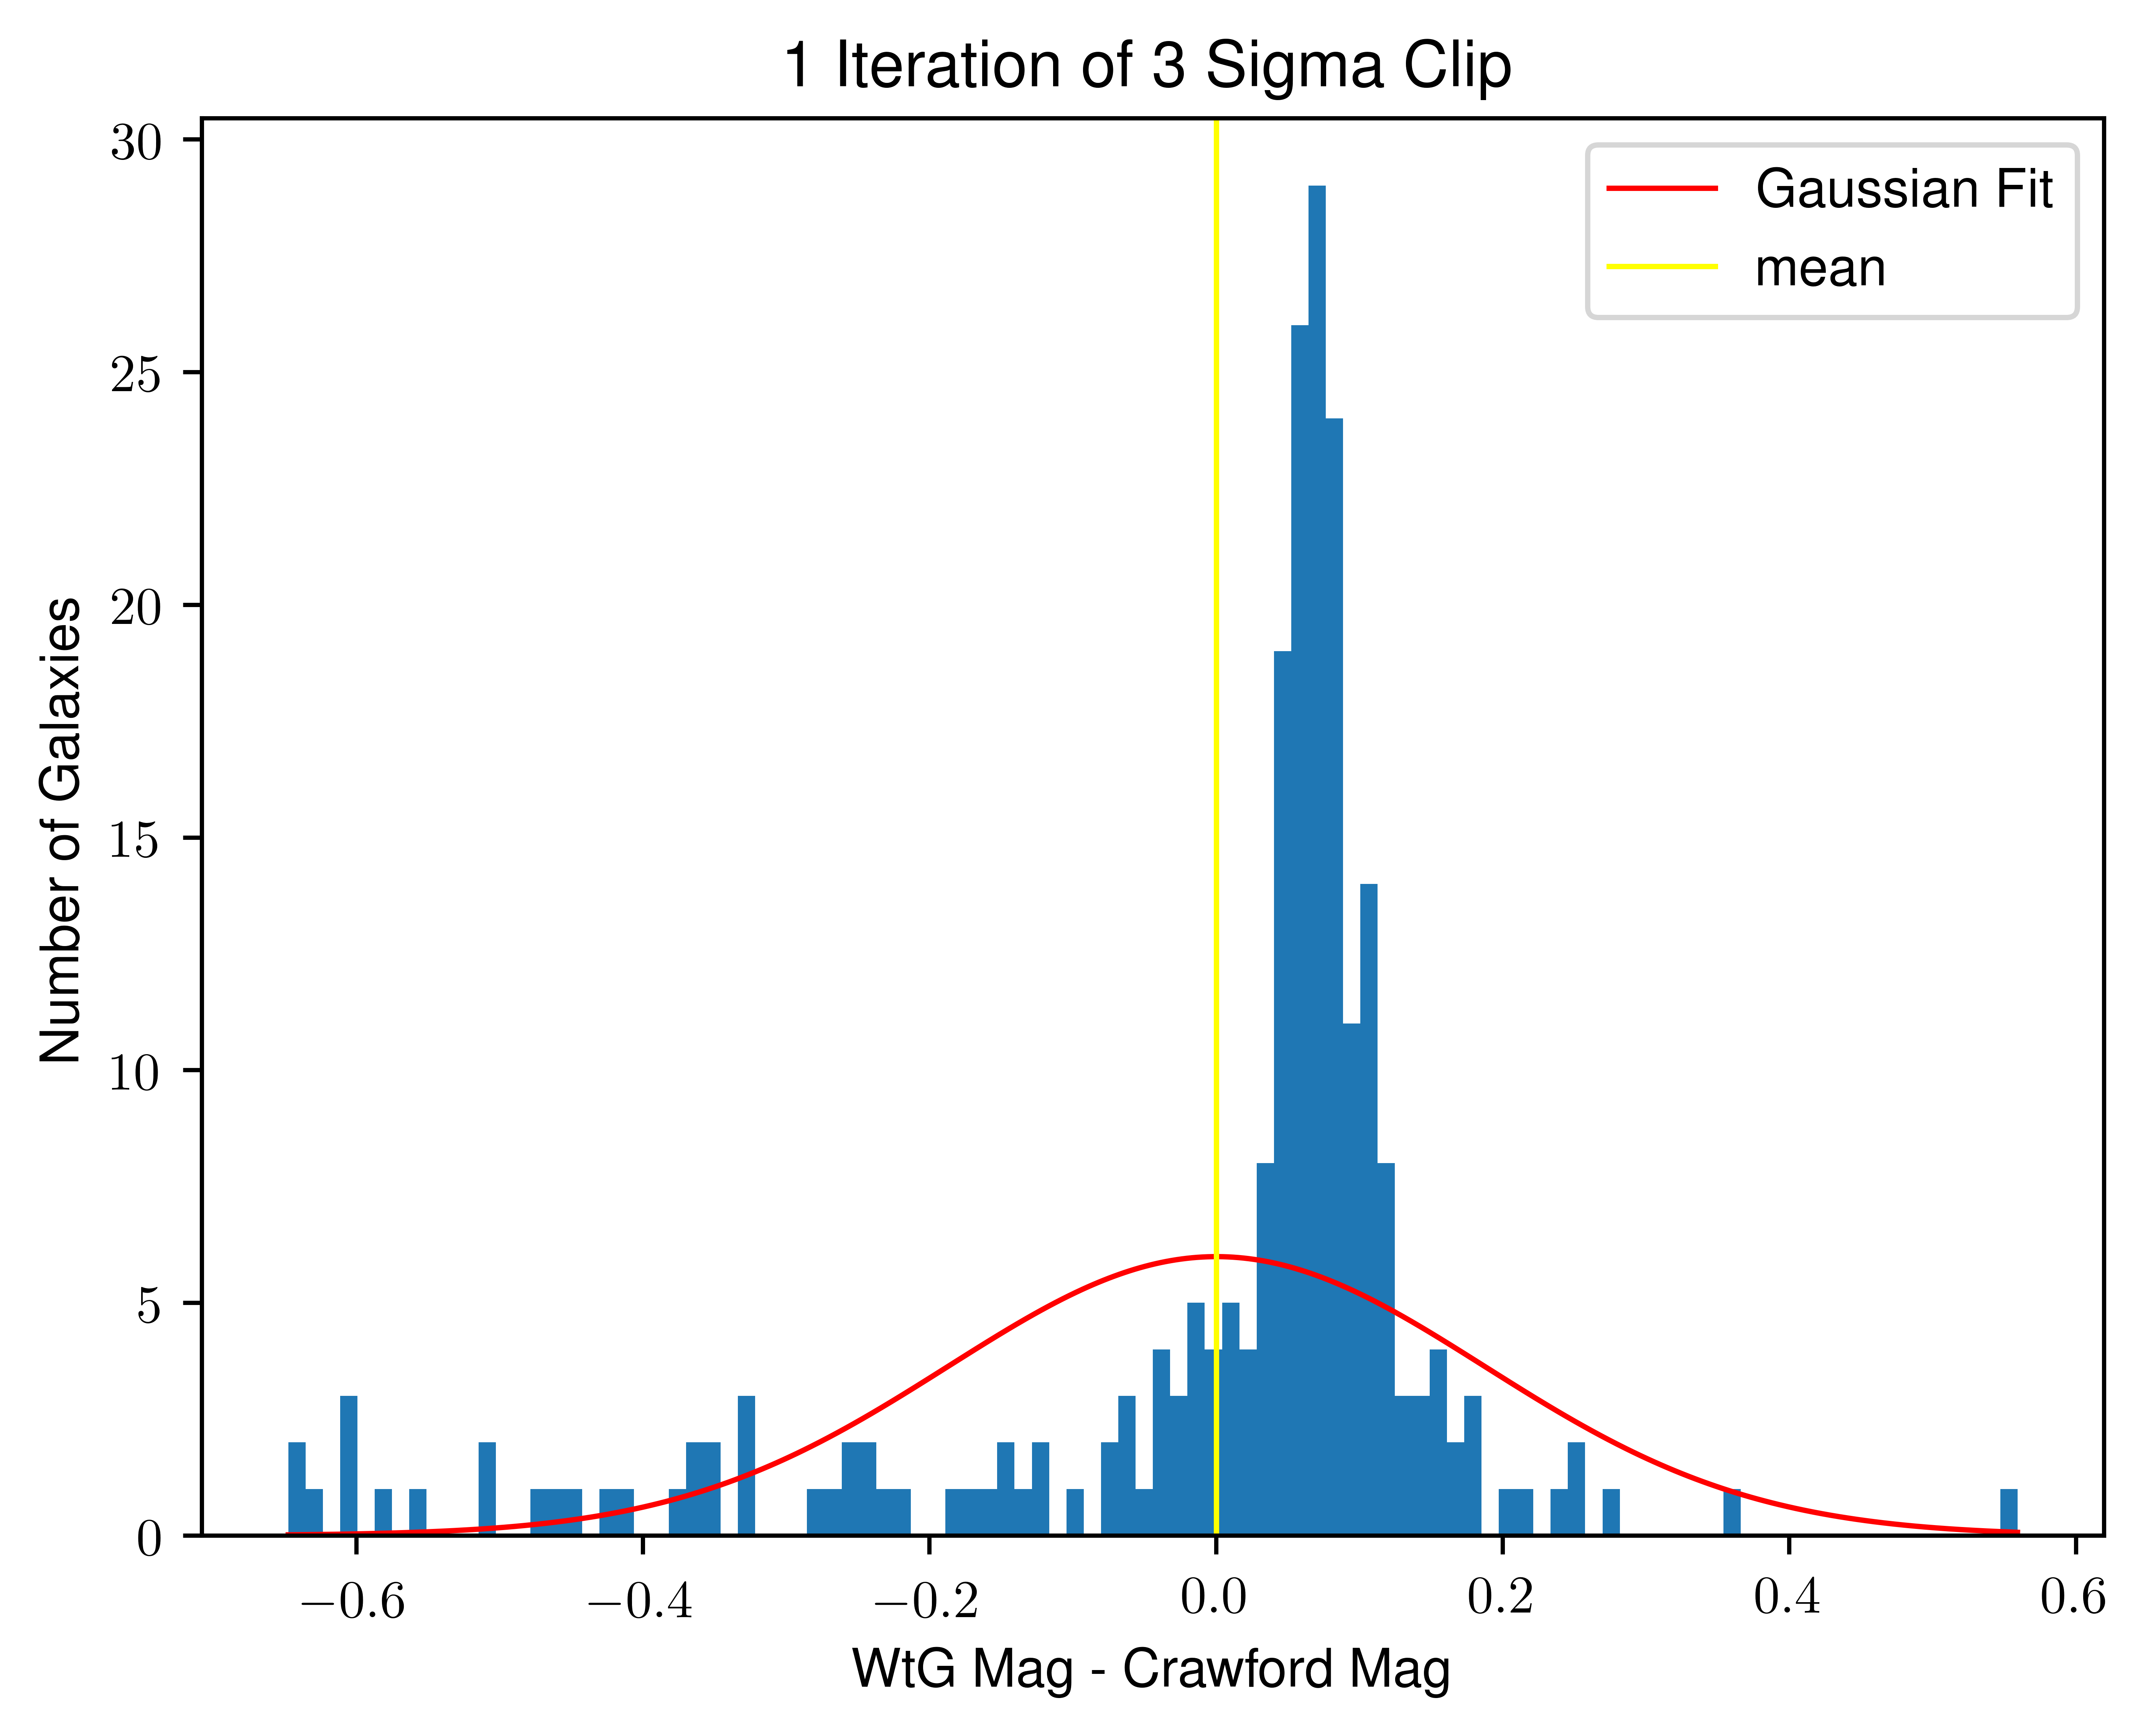 1 Iteration of 3 Sigma Clip
30
25
20
15
10
5
0
Number of Galaxies
Gaussian Fit
mean
−0.6 −0.4 −0.2 0.0 0.2 0.4 0.6
WtG Mag - Crawford Mag